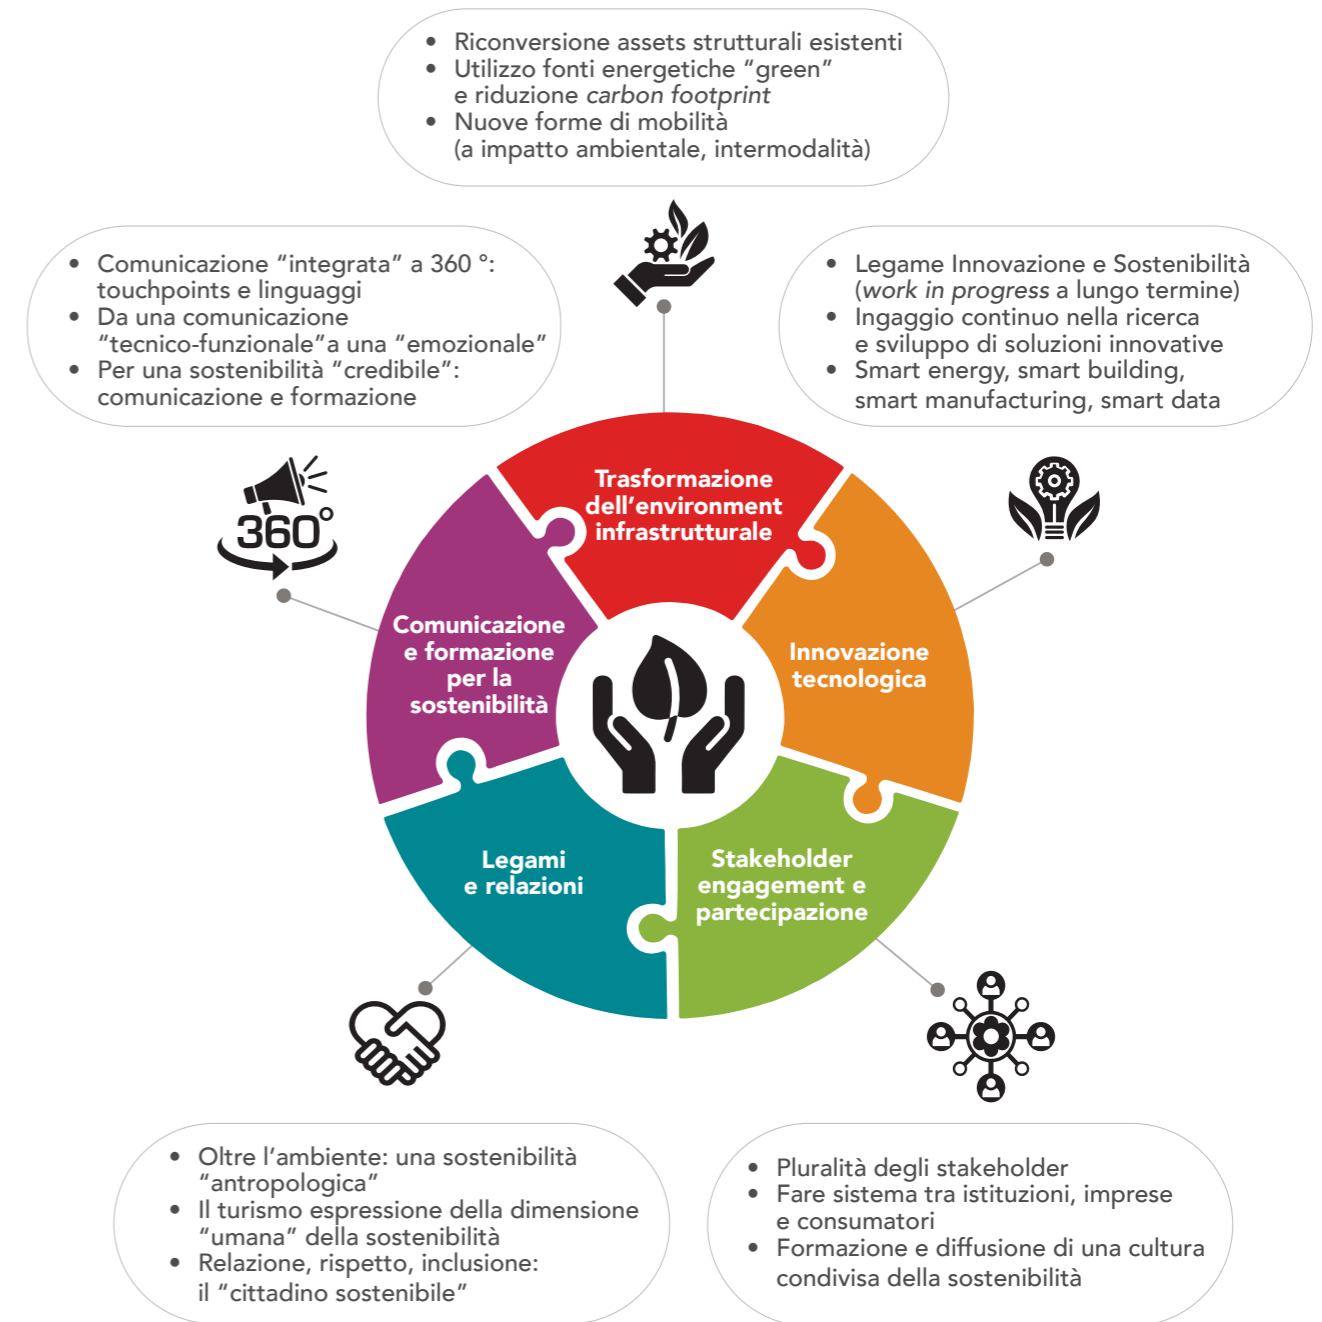 • Riconversione assets strutturali esistenti
• Utilizzo fonti energetiche “green”
e riduzione carbon footprint
• Nuove forme di mobilità
(a impatto ambientale, intermodalità)
• Comunicazione “integrata” a 360 °:
touchpoints e linguaggi
• Da una comunicazione
“tecnico-funzionale”a una “emozionale”
• Per una sostenibilità “credibile”:
comunicazione e formazione
• Legame Innovazione e Sostenibilità
(work in progress a lungo termine)
• Ingaggio continuo nella ricerca
e sviluppo di soluzioni innovative
• Smart energy, smart building,
smart manufacturing, smart data
360°
Trasformazione
dell’environment
infrastrutturale
Comunicazione
e formazione
per la
sostenibilità
Innovazione
tecnologica
Legami
e relazioni
Stakeholder
engagement e
partecipazione
• Oltre l’ambiente: una sostenibilità
“antropologica”
• Il turismo espressione della dimensione
“umana” della sostenibilità
• Relazione, rispetto, inclusione:
il “cittadino sostenibile”
• Pluralità degli stakeholder
• Fare sistema tra istituzioni, imprese
e consumatori
• Formazione e diffusione di una cultura
condivisa della sostenibilità